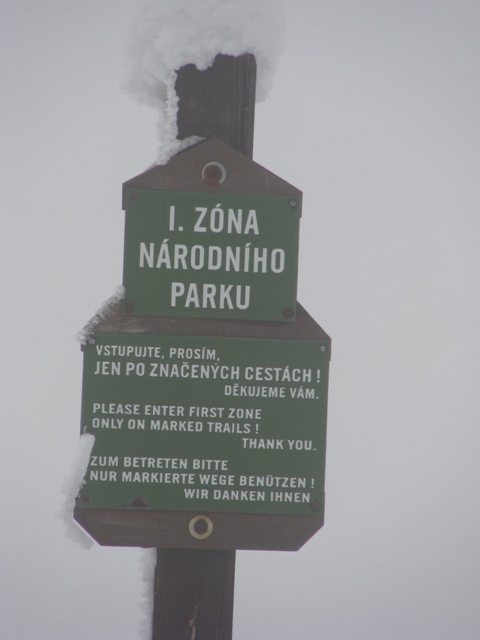 I. ZÓNA
NÁRODNÍHO
PARKU
VSTUPUJTE, PROSÍM,
JEN PO ZNAČENÝCH CESTÁCH !
DĚKUJEME VÁM.
PLEASE ENTER FIRST ZONE
ONLY ON MARKED TRAILS !
THANK YOU.
ZUM BETRETEN BITTE
NUR MARKIERTE WEGE BENÜTZEN !
WIR DANKEN IHNEN